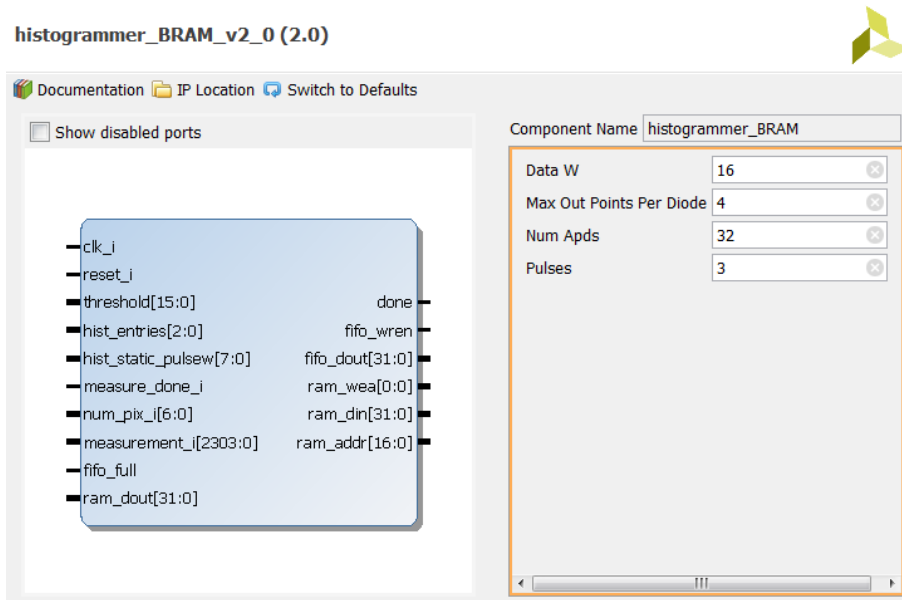 histogrammer_BRAM_v2_0 (2.0)
Documentation IP Location Switch to Defaults
Show disabled ports
clk_i
reset_i
threshold[15:0]
hist_entries[2:0]
hist_static_pulsew[7:0]
measure_done_i
num_pix_i[6:0]
measurement_i[2303:0]
fifo_full
ram_dout[31:0]
done
fifo_wren
fifo_dout[31:0]
ram_wea[0:0]
ram_din[31:0]
ram_addr[16:0]
Component Name histogrammer_BRAM
Data W 16
Max Out Points Per Diode 4
Num Apds 32
Pulses 3